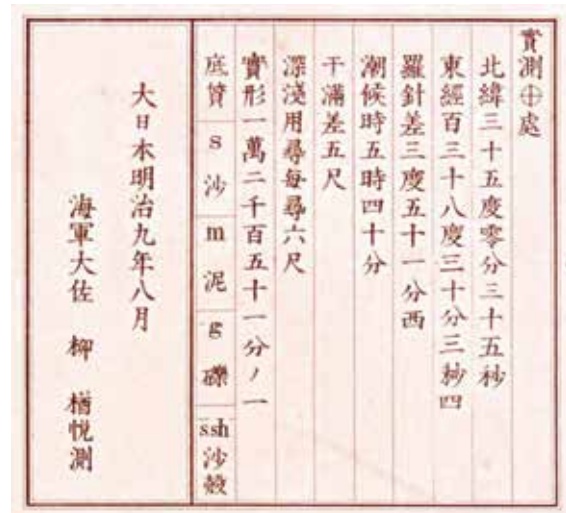 實測⊕處
北緯三十五度零分三十五秒
東經百三十八度三十分三秒四
羅針差三度五十一分西
潮候時五時四十分
干滿差五尺
深淺用尋每尋六尺
實形一萬二千百五十一分ノ一
底質 s 沙 m 泥 g 礫 ssh 沙殼
大日本明治九年八月
海軍大佐 柳 楢悅測